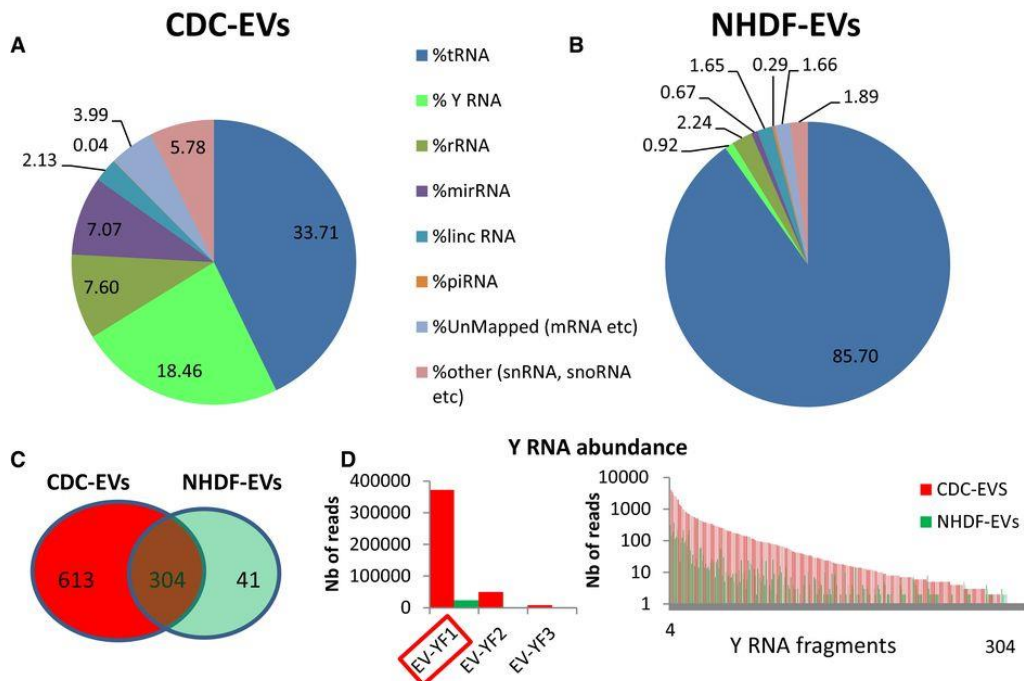 CDC-EVs
NHDF-EVs
A
3.99
0.04
2.13
5.78
7.07
7.60
18.46
33.71
%tRNA
% Y RNA
%rRNA
%mirRNA
%linc RNA
%piRNA
%UnMapped (mRNA etc)
%other (snRNA, snoRNA
etc)
B
0.29
1.66
1.65
0.67
1.89
2.24
0.92
85.70
C
CDC-EVs
NHDF-EVs
613
304
41
D
Y RNA abundance
Nb of reads
400000
300000
200000
100000
0
EV-YF1
EV-YF2
EV-YF3
Nb of reads
10000
1000
100
10
1
4
Y RNA fragments
304
CDC-EVS
NHDF-EVs